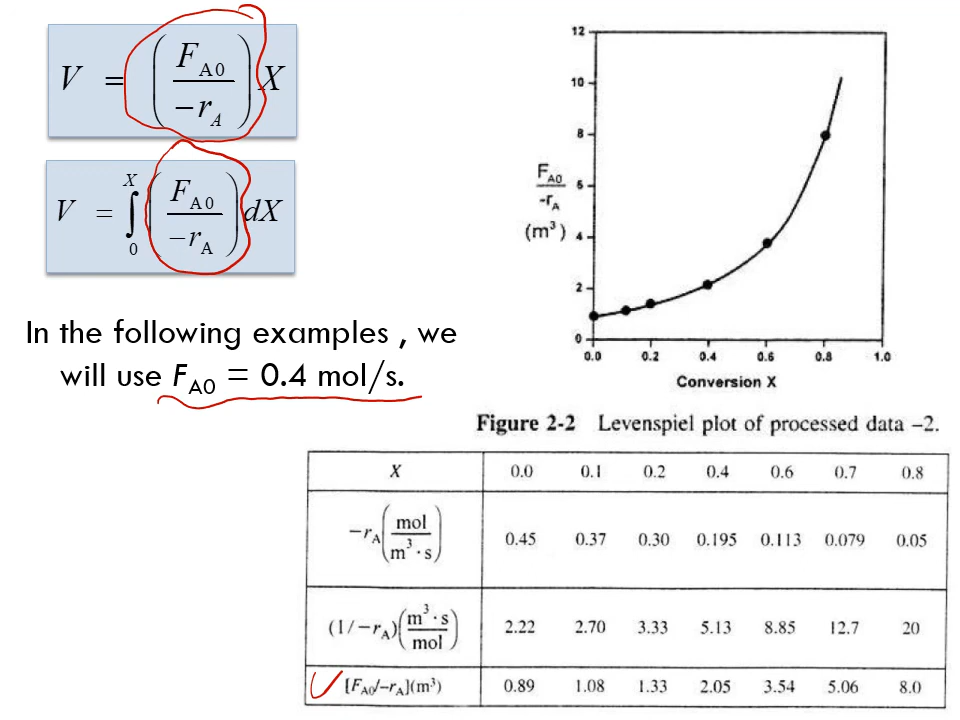 V = (F_A0 / −r_A) X
V = ∫_0^X (F_A0 / −r_A) dX
In the following examples , we
will use F_A0 = 0.4 mol/s.
12
10
8
6
4
2
0
F_A0 / -r_A
(m³)
0.0 0.2 0.4 0.6 0.8 1.0
Conversion X
Figure 2-2 Levenspiel plot of processed data –2.
X 0.0 0.1 0.2 0.4 0.6 0.7 0.8
−r_A (mol / m³ · s) 0.45 0.37 0.30 0.195 0.113 0.079 0.05
(1/−r_A) (m³ · s / mol) 2.22 2.70 3.33 5.13 8.85 12.7 20
[F_A0/−r_A](m³) 0.89 1.08 1.33 2.05 3.54 5.06 8.0